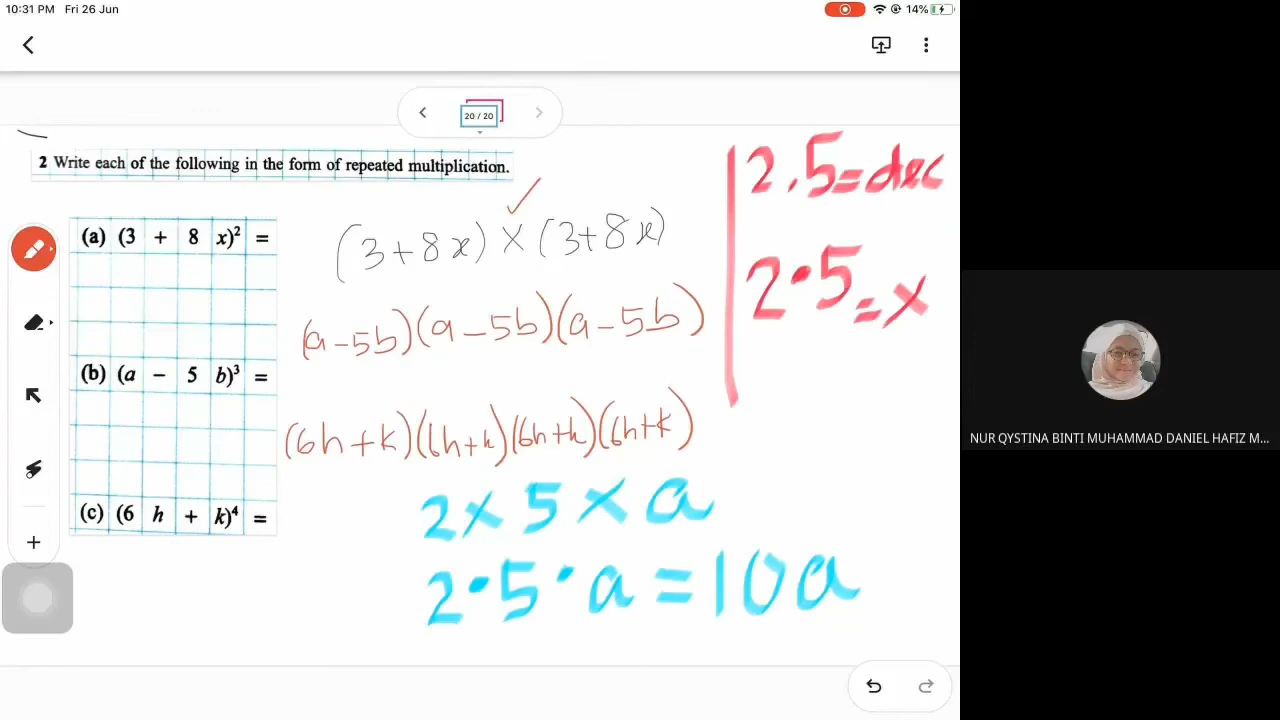 10:31 PM Fri 26 Jun 14%
20 / 20
2 Write each of the following in the form of repeated multiplication.
(a) (3 + 8 x)² =
(3+8x) × (3+8x)
(a-5b)(a-5b)(a-5b)
(b) (a - 5 b)³ =
(6h+k)(6h+k)(6h+k)(6h+k)
(c) (6 h + k)⁴ =
2×5×a
2•5•a=10a
2.5=dec
2•5=×
NUR QYSTINA BINTI MUHAMMAD DANIEL HAFIZ M...